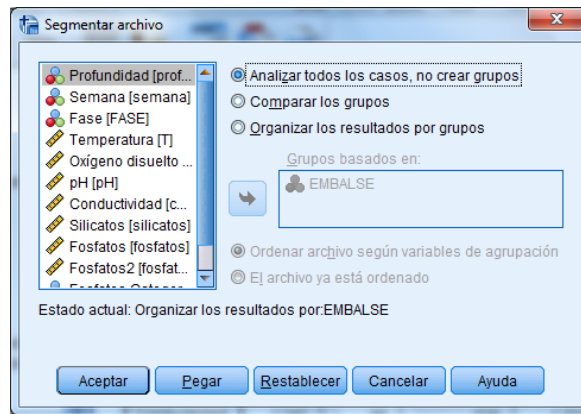 Segmentar archivo
Profundidad [prof...
Semana [semana]
Fase [FASE]
Temperatura [T]
Oxígeno disuelto ...
pH [pH]
Conductividad [c...
Silicatos [silicatos]
Fosfatos [fosfatos]
Fosfatos2 [fosfat...
Analizar todos los casos, no crear grupos
Comparar los grupos
Organizar los resultados por grupos
Grupos basados en:
EMBALSE
Ordenar archivo según variables de agrupación
El archivo ya está ordenado
Estado actual: Organizar los resultados por:EMBALSE
Aceptar
Pegar
Restablecer
Cancelar
Ayuda